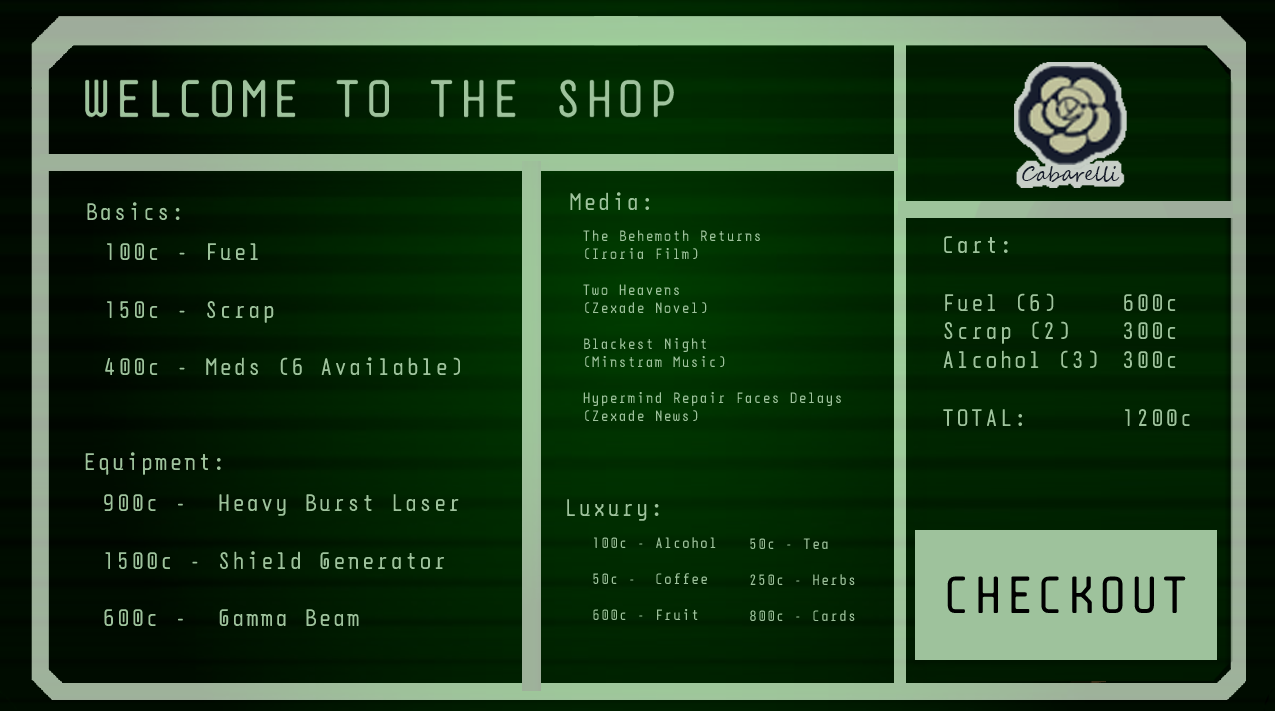 WELCOME TO THE SHOP
Cabarelli
Basics:
100c - Fuel
150c - Scrap
400c - Meds (6 Available)
Equipment:
900c - Heavy Burst Laser
1500c - Shield Generator
600c - Gamma Beam
Media:
The Behemoth Returns
(Iroria Film)
Two Heavens
(Zexade Novel)
Blackest Night
(Minstram Music)
Hypermind Repair Faces Delays
(Zexade News)
Luxury:
100c - Alcohol 50c - Tea
50c - Coffee 250c - Herbs
600c - Fruit 800c - Cards
Cart:
Fuel (6) 600c
Scrap (2) 300c
Alcohol (3) 300c
TOTAL: 1200c
CHECKOUT